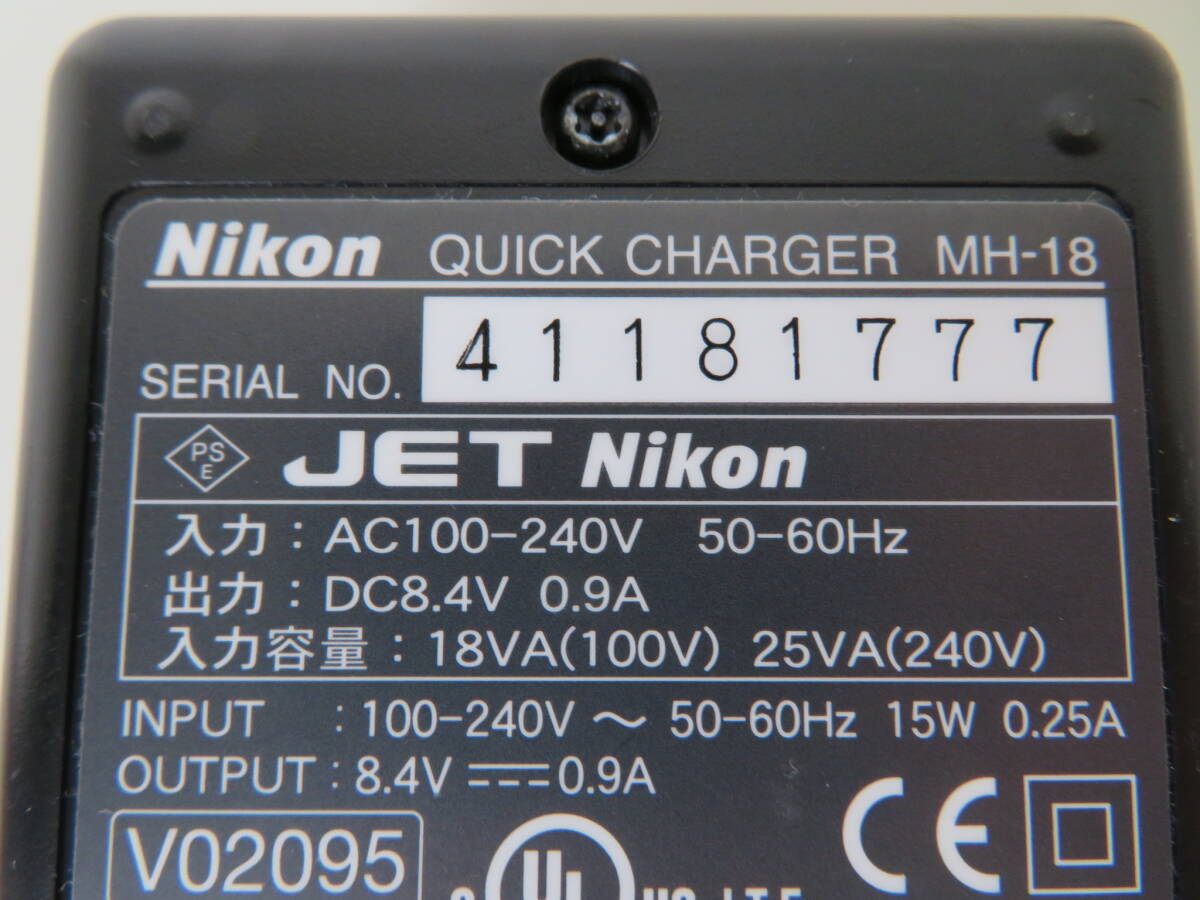 Nikon QUICK CHARGER MH-18
SERIAL NO. 41181777
PS E JET Nikon
入力：AC100-240V 50-60Hz
出力：DC8.4V 0.9A
入力容量：18VA(100V) 25VA(240V)
INPUT : 100-240V ～ 50-60Hz 15W 0.25A
OUTPUT : 8.4V ⎓ 0.9A
V02095
UL
CE